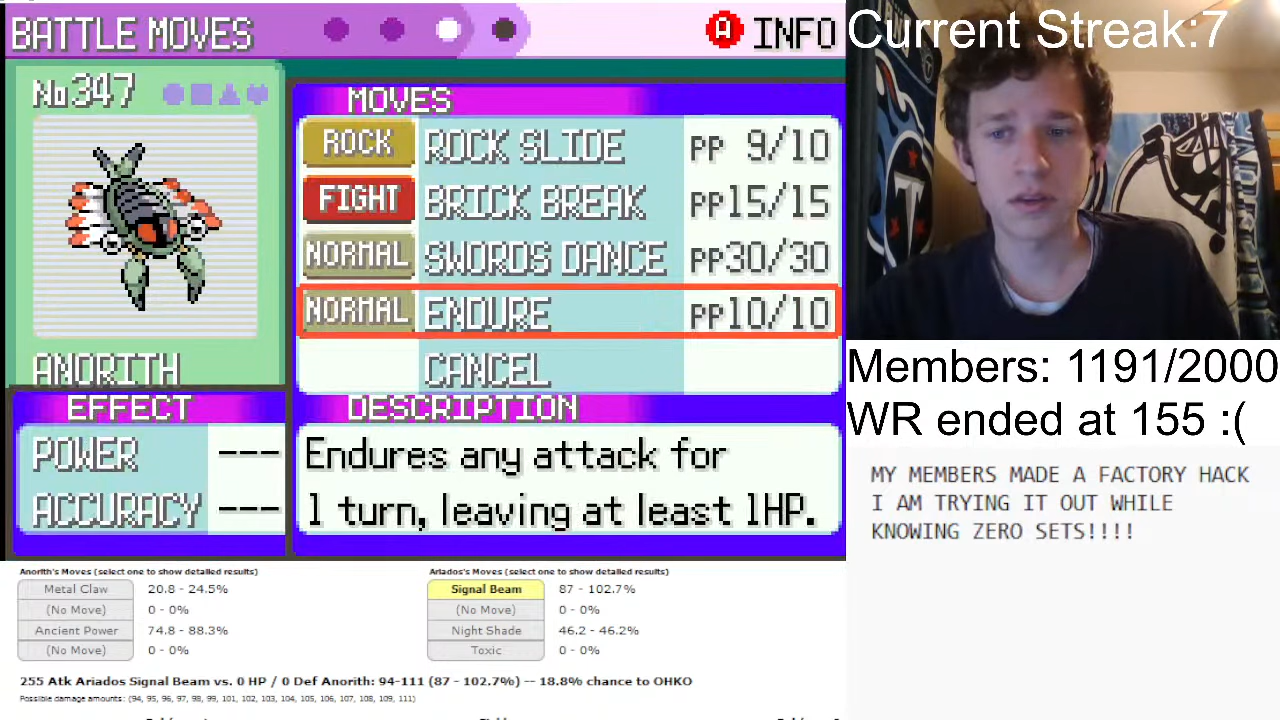 BATTLE MOVES
A INFO
Current Streak:7
No347
MOVES
ROCK ROCK SLIDE PP 9/10
FIGHT BRICK BREAK PP15/15
NORMAL SWORDS DANCE PP30/30
NORMAL ENDURE PP10/10
CANCEL
ANORITH
EFFECT
DESCRIPTION
POWER ---
ACCURACY ---
Endures any attack for
1 turn, leaving at least 1HP.
Members: 1191/2000
WR ended at 155 :(
MY MEMBERS MADE A FACTORY HACK
I AM TRYING IT OUT WHILE
KNOWING ZERO SETS!!!!
Anorith's Moves (select one to show detailed results)
Metal Claw 20.8 - 24.5%
(No Move) 0 - 0%
Ancient Power 74.8 - 88.3%
(No Move) 0 - 0%
Ariados's Moves (select one to show detailed results)
Signal Beam 87 - 102.7%
(No Move) 0 - 0%
Night Shade 46.2 - 46.2%
Toxic 0 - 0%
255 Atk Ariados Signal Beam vs. 0 HP / 0 Def Anorith: 94-111 (87 - 102.7%) -- 18.8% chance to OHKO
Possible damage amounts: (94, 95, 96, 97, 98, 99, 101, 102, 103, 104, 105, 106, 107, 108, 109, 111)